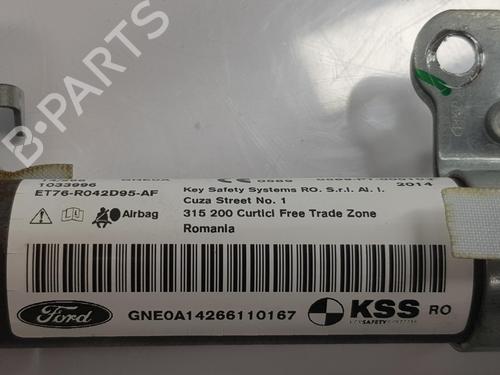 B-PARTS
1033996
ET76-R042D95-AF
Airbag
2014
Key Safety Systems RO. S.r.l. Al. I.
Cuza Street No. 1
315 200 Curtici Free Trade Zone
Romania
Ford
GNE0A14266110167
KSS RO